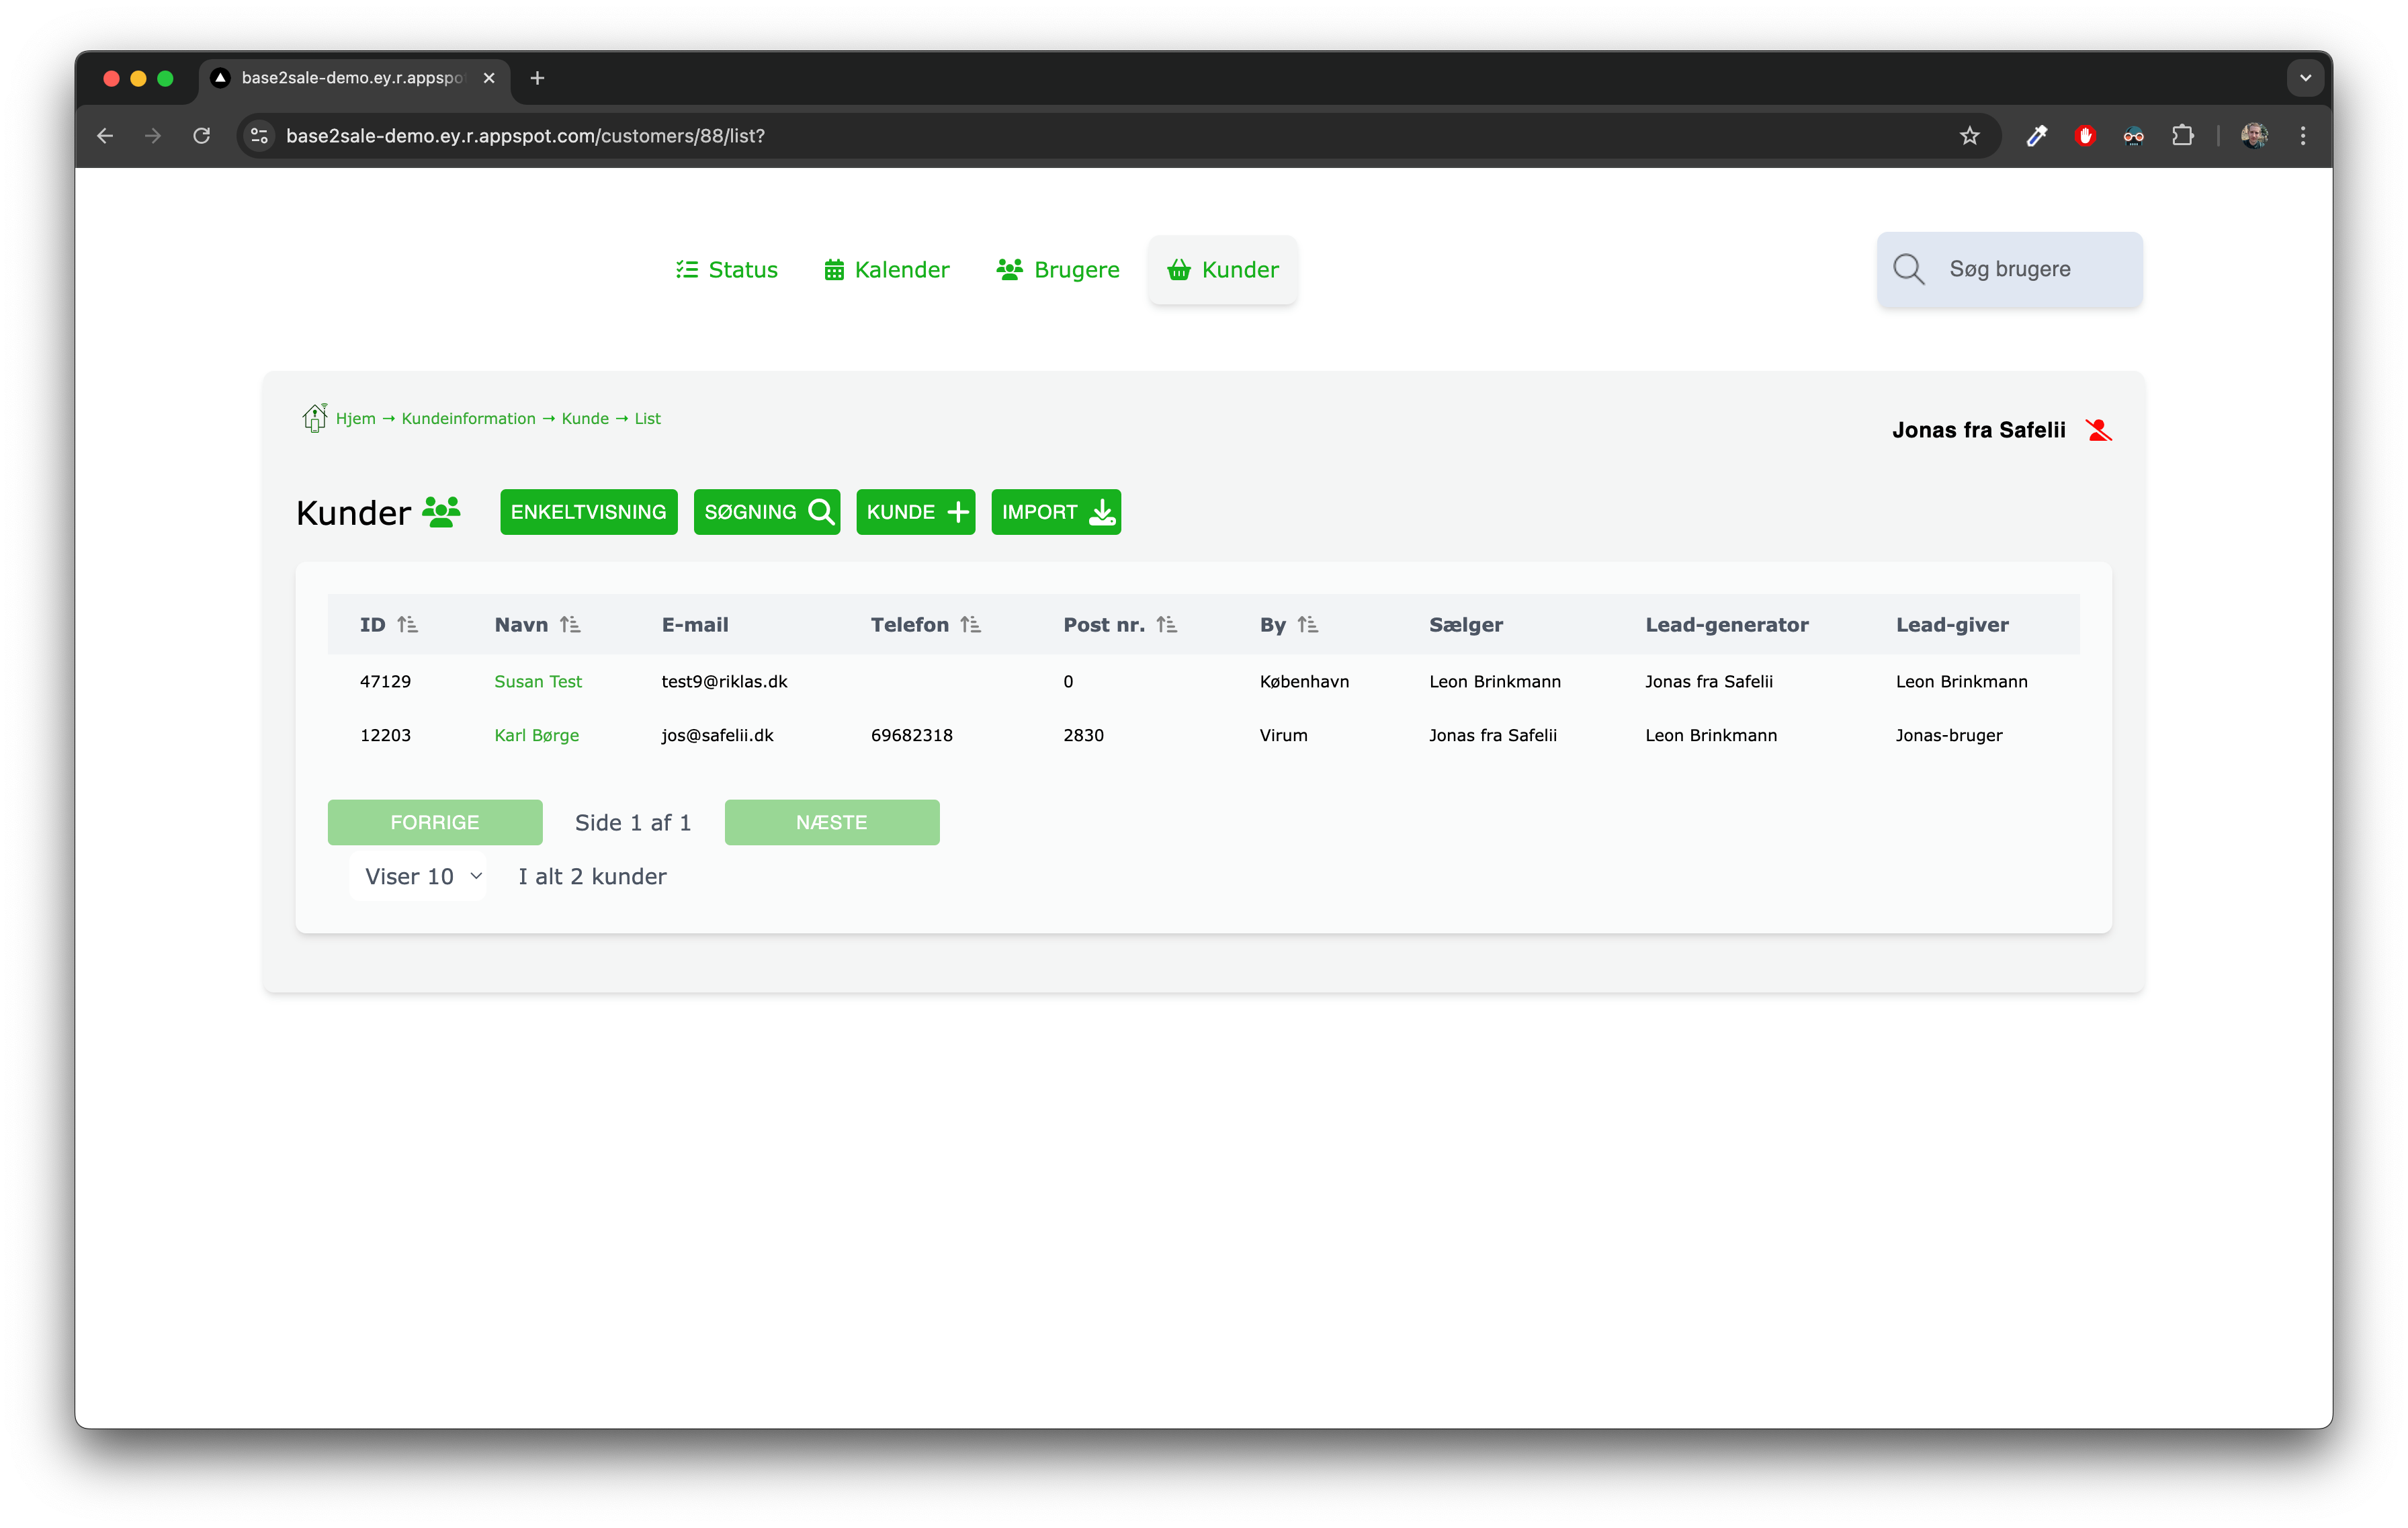 base2sale-demo.ey.r.appspo
base2sale-demo.ey.r.appspot.com/customers/88/list?
Status Kalender Brugere Kunder Søg brugere
Hjem → Kundeinformation → Kunde → List
Jonas fra Safelii
Kunder ENKELTVISNING SØGNING KUNDE IMPORT
ID Navn E-mail Telefon Post nr. By Sælger Lead-generator Lead-giver
47129 Susan Test test9@riklas.dk 0 København Leon Brinkmann Jonas fra Safelii Leon Brinkmann
12203 Karl Børge jos@safelii.dk 69682318 2830 Virum Jonas fra Safelii Leon Brinkmann Jonas-bruger
FORRIGE Side 1 af 1 NÆSTE
Viser 10 I alt 2 kunder